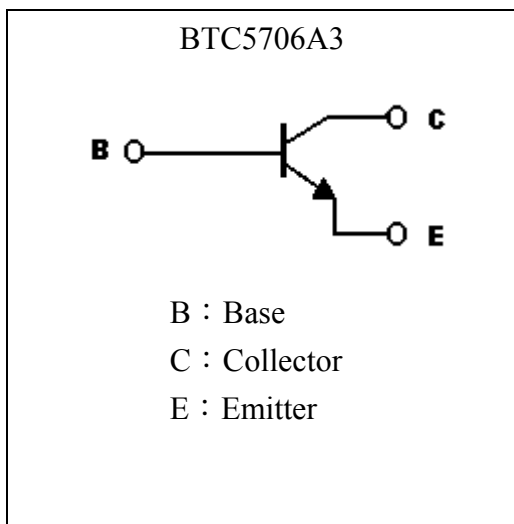 BTC5706A3
C
B
E
B：Base
C：Collector
E：Emitter